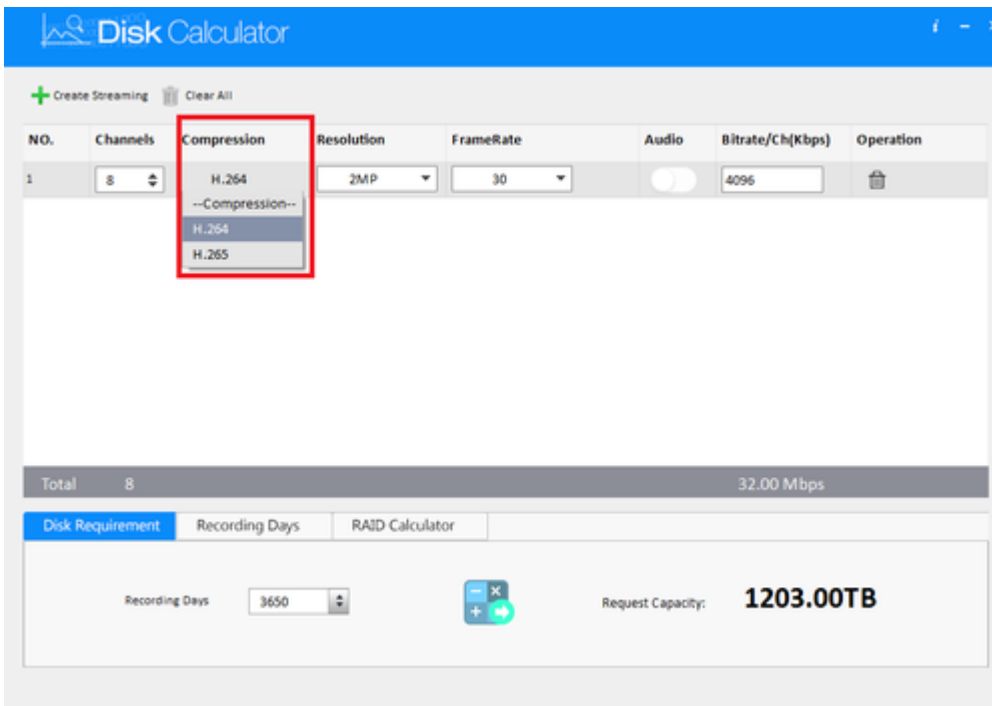 Disk Calculator
Create Streaming Clear All
NO. Channels Compression Resolution FrameRate Audio Bitrate/Ch(Kbps) Operation
1 8 H.264 2MP 30 4096
--Compression--
H.264
H.265
Total 8 32.00 Mbps
Disk Requirement Recording Days RAID Calculator
Recording Days 3650 Request Capacity: 1203.00TB